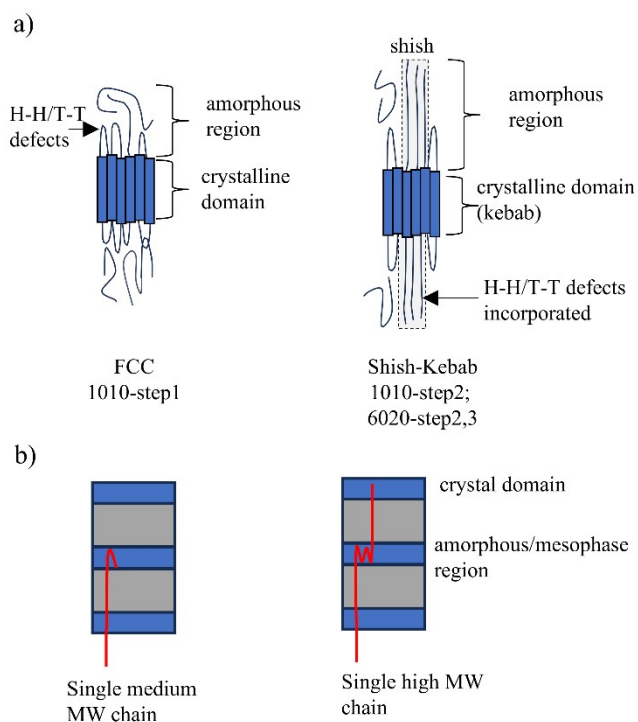 a)
H-H/T-T
defects
amorphous
region
crystalline
domain
FCC
1010-step1
shish
amorphous
region
crystalline domain
(kebab)
H-H/T-T defects
incorporated
Shish-Kebab
1010-step2;
6020-step2,3
b)
Single medium
MW chain
crystal domain
amorphous/mesophase
region
Single high MW
chain